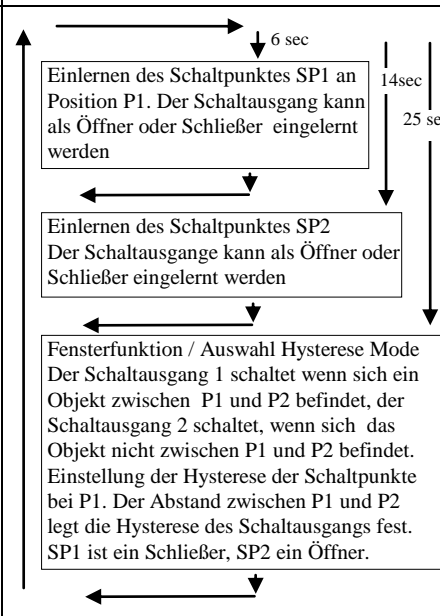 6 sec
Einlernen des Schaltpunktes SP1 an
Position P1. Der Schaltausgang kann
als Öffner oder Schließer eingelernt
werden
14sec
25 se
Einlernen des Schaltpunktes SP2
Der Schaltausgange kann als Öffner oder
Schließer eingelernt werden
Fensterfunktion / Auswahl Hysterese Mode
Der Schaltausgang 1 schaltet wenn sich ein
Objekt zwischen P1 und P2 befindet, der
Schaltausgang 2 schaltet, wenn sich das
Objekt nicht zwischen P1 und P2 befindet.
Einstellung der Hysterese der Schaltpunkte
bei P1. Der Abstand zwischen P1 und P2
legt die Hysterese des Schaltausgangs fest.
SP1 ist ein Schließer, SP2 ein Öffner.